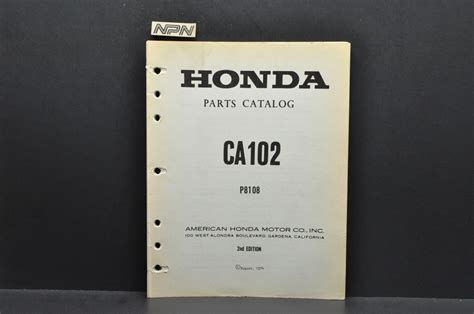 NPN
HONDA
PARTS CATALOG
CA102
P8108
AMERICAN HONDA MOTOR CO., INC.
100 WEST ALONDRA BOULEVARD, GARDENA, CALIFORNIA
2nd EDITION